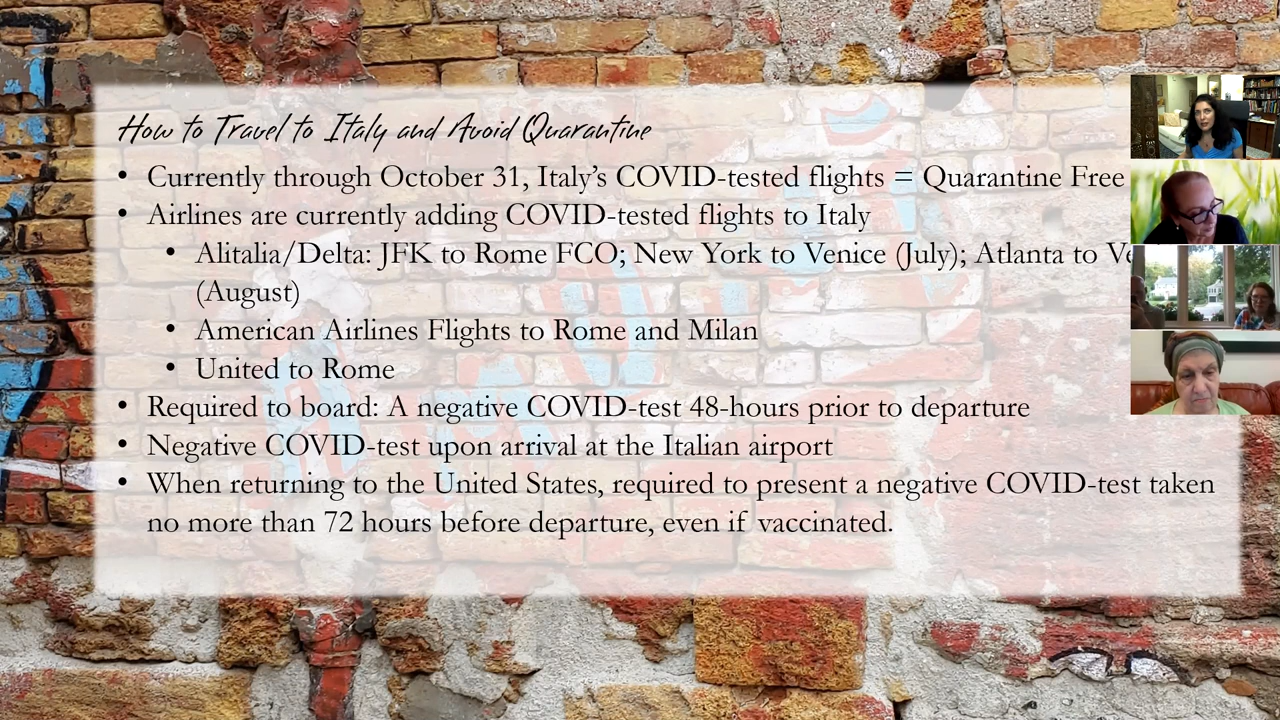 How to Travel to Italy and Avoid Quarantine
• Currently through October 31, Italy's COVID-tested flights = Quarantine Free
• Airlines are currently adding COVID-tested flights to Italy
• Alitalia/Delta: JFK to Rome FCO; New York to Venice (July); Atlanta to
(August)
• American Airlines Flights to Rome and Milan
• United to Rome
• Required to board: A negative COVID-test 48-hours prior to departure
• Negative COVID-test upon arrival at the Italian airport
• When returning to the United States, required to present a negative COVID-test taken
no more than 72 hours before departure, even if vaccinated.